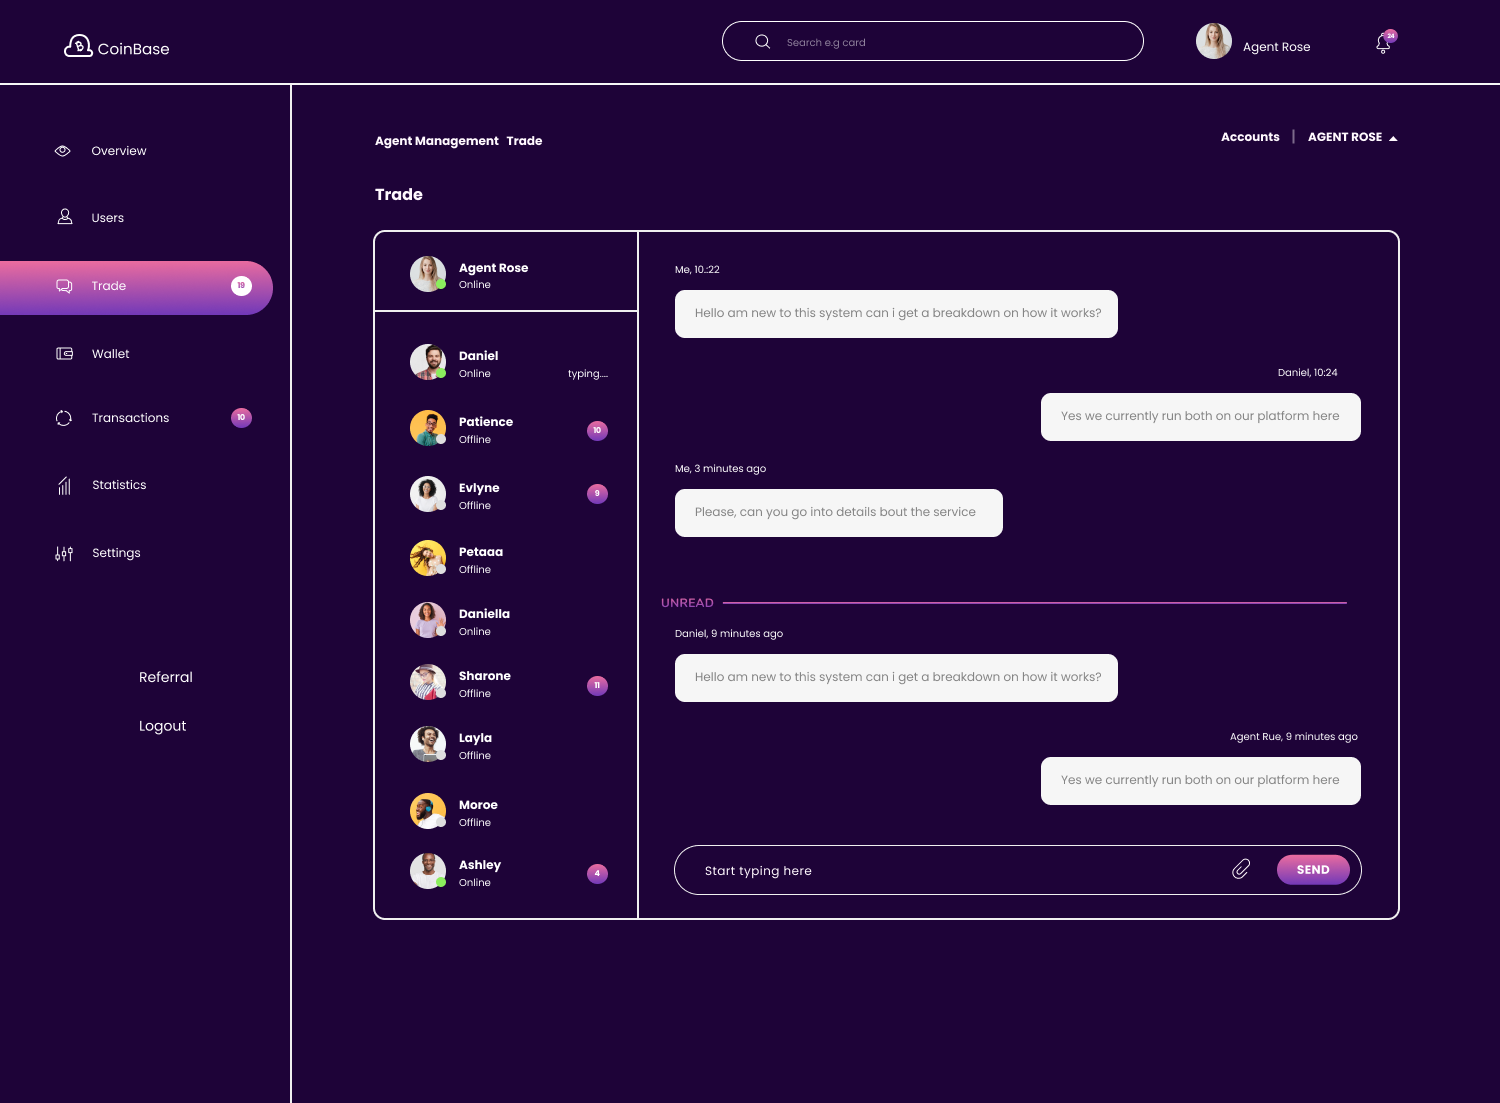 CoinBase
Search e.g card
Agent Rose
24
Overview
Users
Trade
19
Wallet
Transactions
10
Statistics
Settings
Referral
Logout
Agent Management Trade
Accounts | AGENT ROSE
Trade
Agent Rose
Online
Daniel
Online
typing....
Patience
Offline
10
Evlyne
Offline
9
Petaaa
Offline
Daniella
Online
Sharone
Offline
11
Layla
Offline
Moroe
Offline
Ashley
Online
4
Me, 10.:22
Hello am new to this system can i get a breakdown on how it works?
Daniel, 10:24
Yes we currently run both on our platform here
Me, 3 minutes ago
Please, can you go into details bout the service
UNREAD
Daniel, 9 minutes ago
Hello am new to this system can i get a breakdown on how it works?
Agent Rue, 9 minutes ago
Yes we currently run both on our platform here
Start typing here
SEND